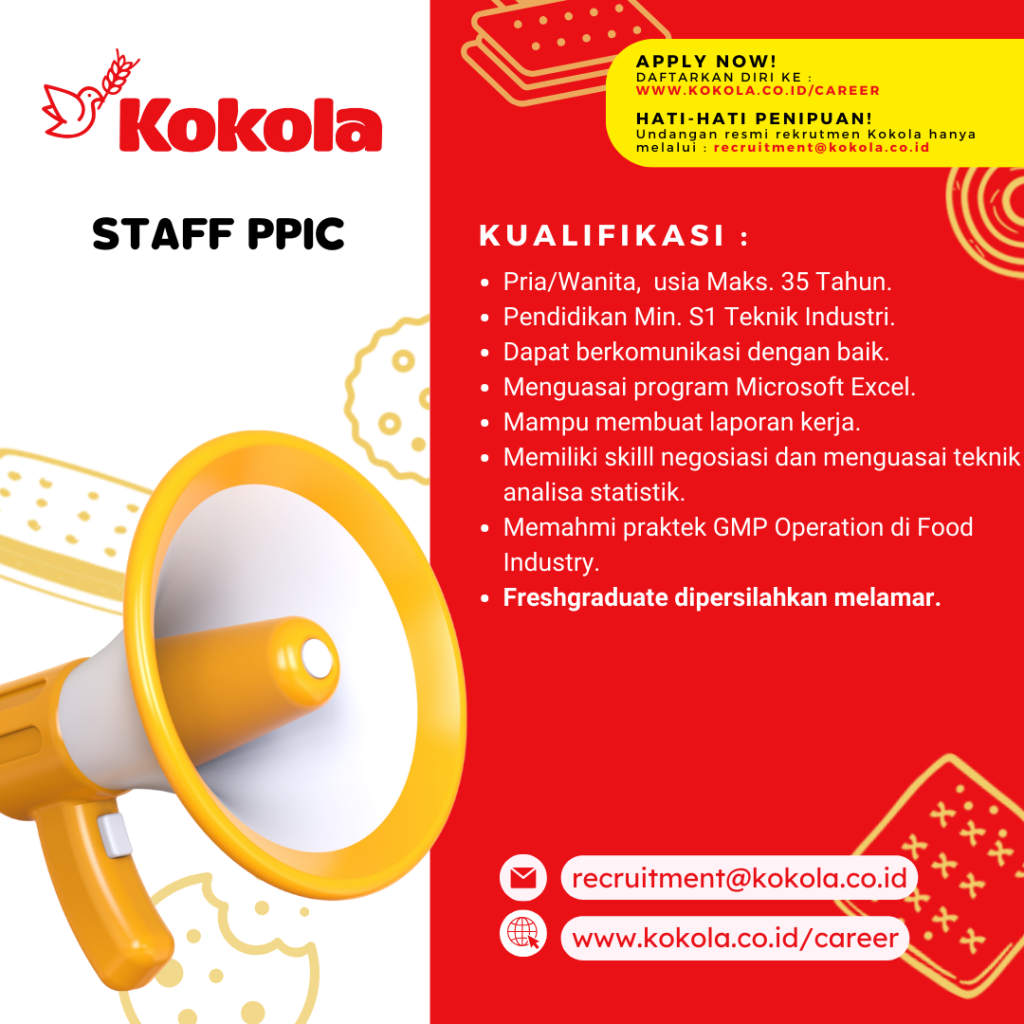 Kokola
STAFF PPIC
APPLY NOW!
DAFTARKAN DIRI KE :
WWW.KOKOLA.CO.ID/CAREER
HATI-HATI PENIPUAN!
Undangan resmi rekrutmen Kokola hanya
melalui : recruitment@kokola.co.id
KUALIFIKASI :
• Pria/Wanita, usia Maks. 35 Tahun.
• Pendidikan Min. S1 Teknik Industri.
• Dapat berkomunikasi dengan baik.
• Menguasai program Microsoft Excel.
• Mampu membuat laporan kerja.
• Memiliki skilll negosiasi dan menguasai teknik
analisa statistik.
• Memahmi praktek GMP Operation di Food
Industry.
• Freshgraduate dipersilahkan melamar.
recruitment@kokola.co.id
www.kokola.co.id/career